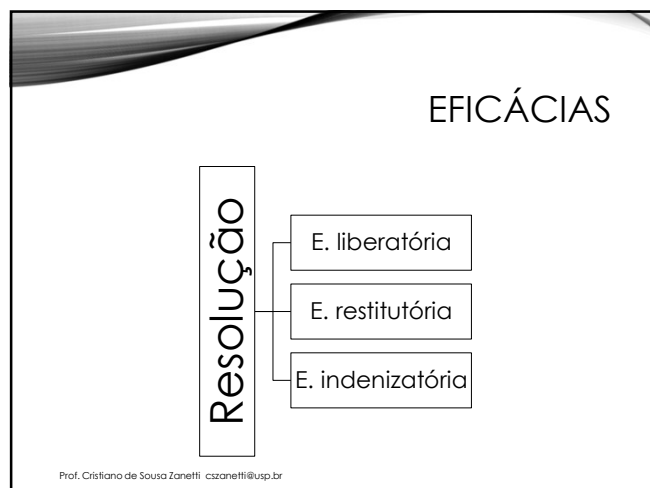 EFICÁCIAS
Resolução
E. liberatória
E. restitutória
E. indenizatória
Prof. Cristiano de Sousa Zanetti cszanetti@usp.br